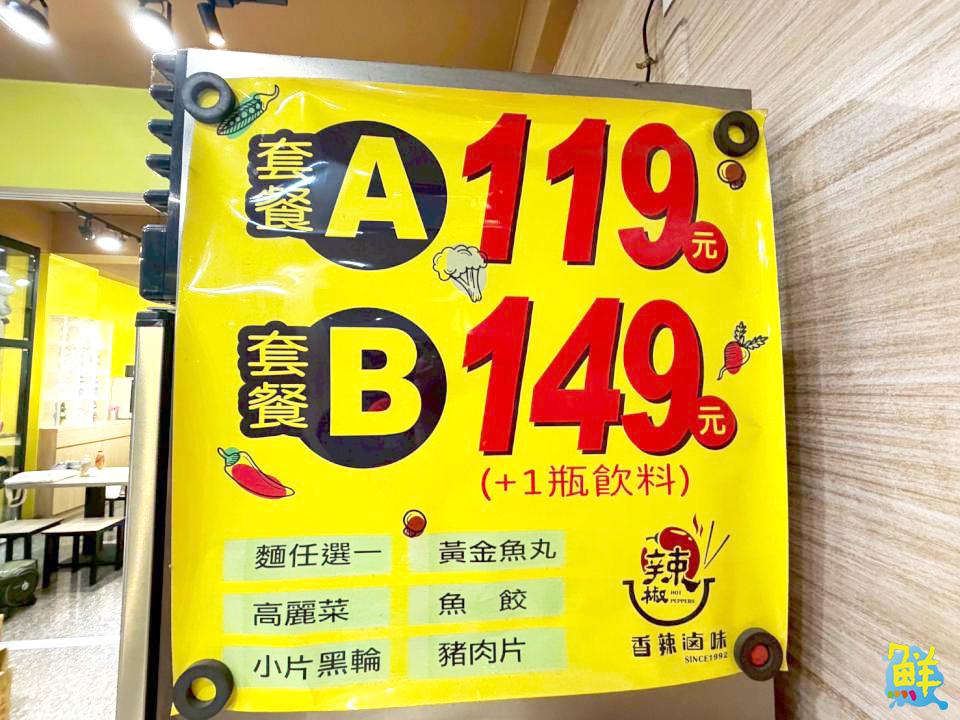 套餐 A 119元
套餐 B 149元
(+1瓶飲料)
麵任選一
黃金魚丸
高麗菜
魚 餃
小片黑輪
豬肉片
辣椒
HOT
PEPPERS
香辣滷味
SINCE1992
鮮